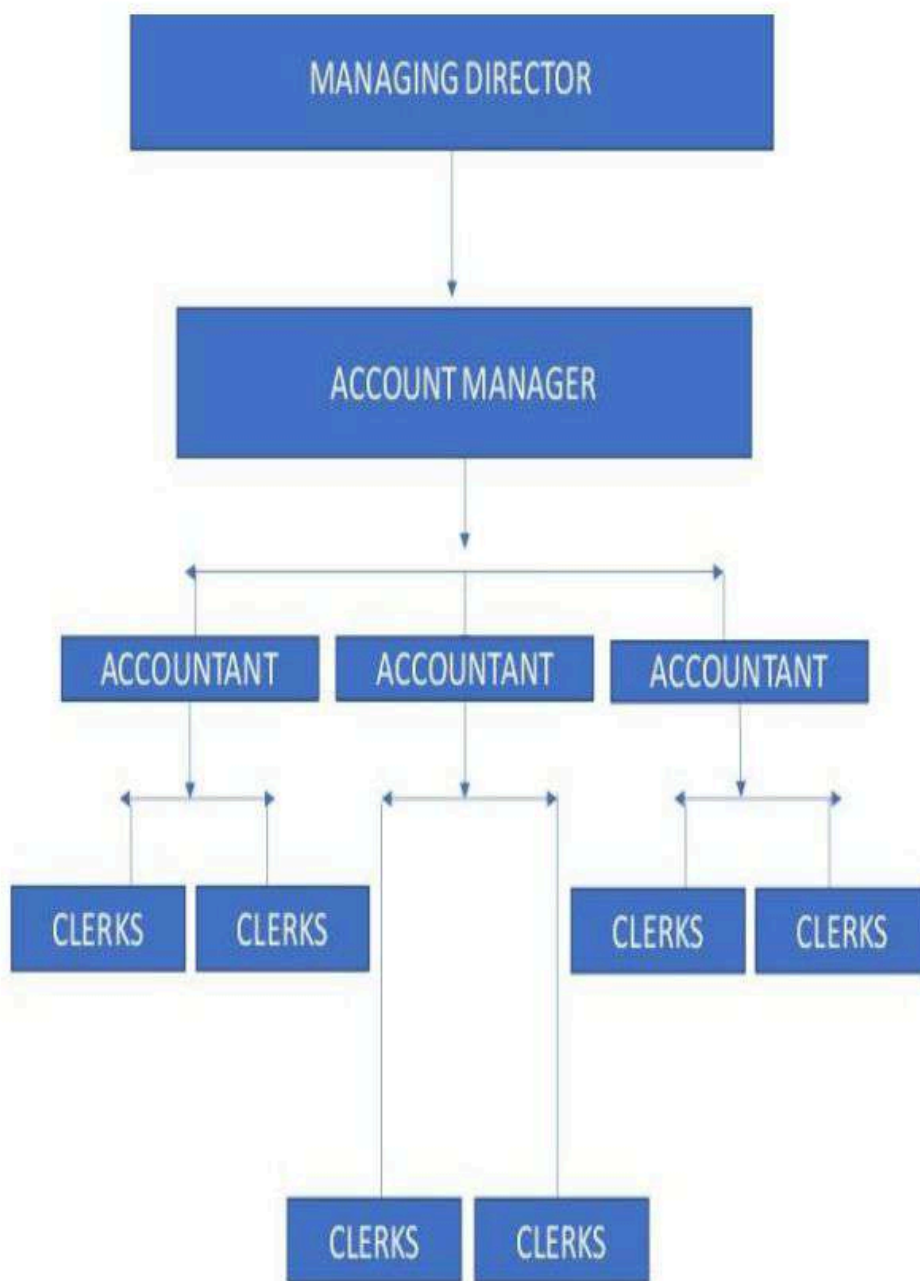 MANAGING DIRECTOR
ACCOUNT MANAGER
ACCOUNTANT
ACCOUNTANT
ACCOUNTANT
CLERKS
CLERKS
CLERKS
CLERKS
CLERKS
CLERKS